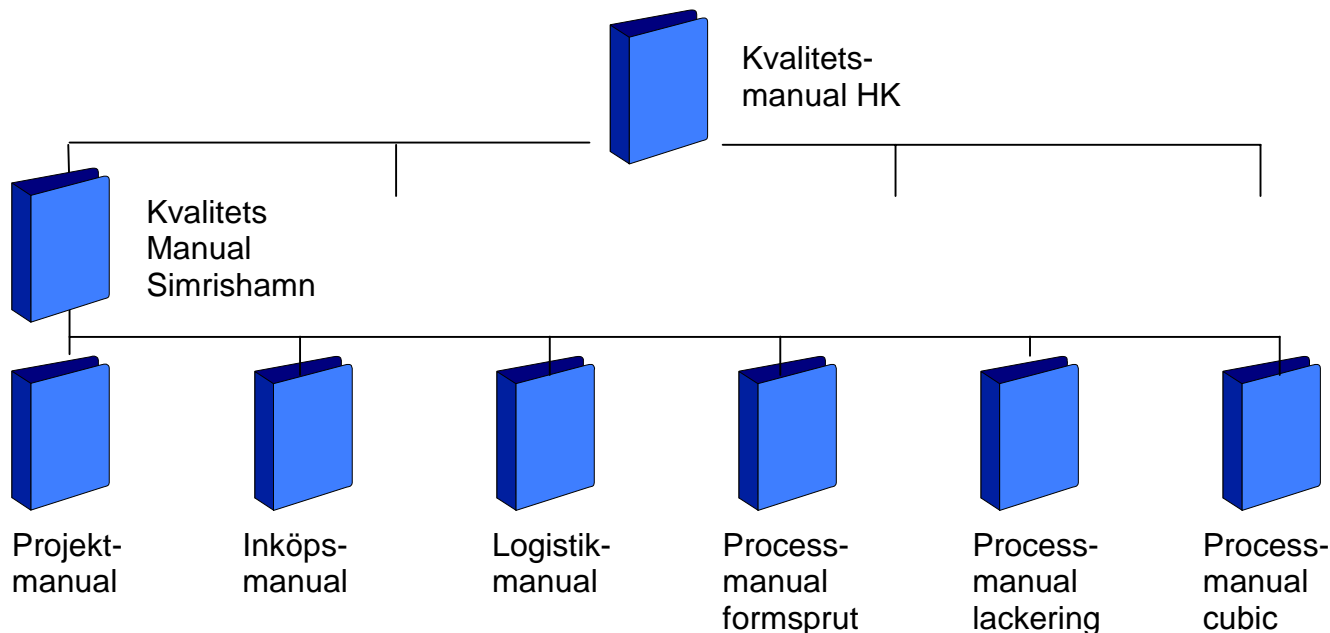 Kvalitets-
manual HK
Kvalitets
Manual
Simrishamn
Projekt-
manual
Inköps-
manual
Logistik-
manual
Process-
manual
formsprut
Process-
manual
lackering
Process-
manual
cubic